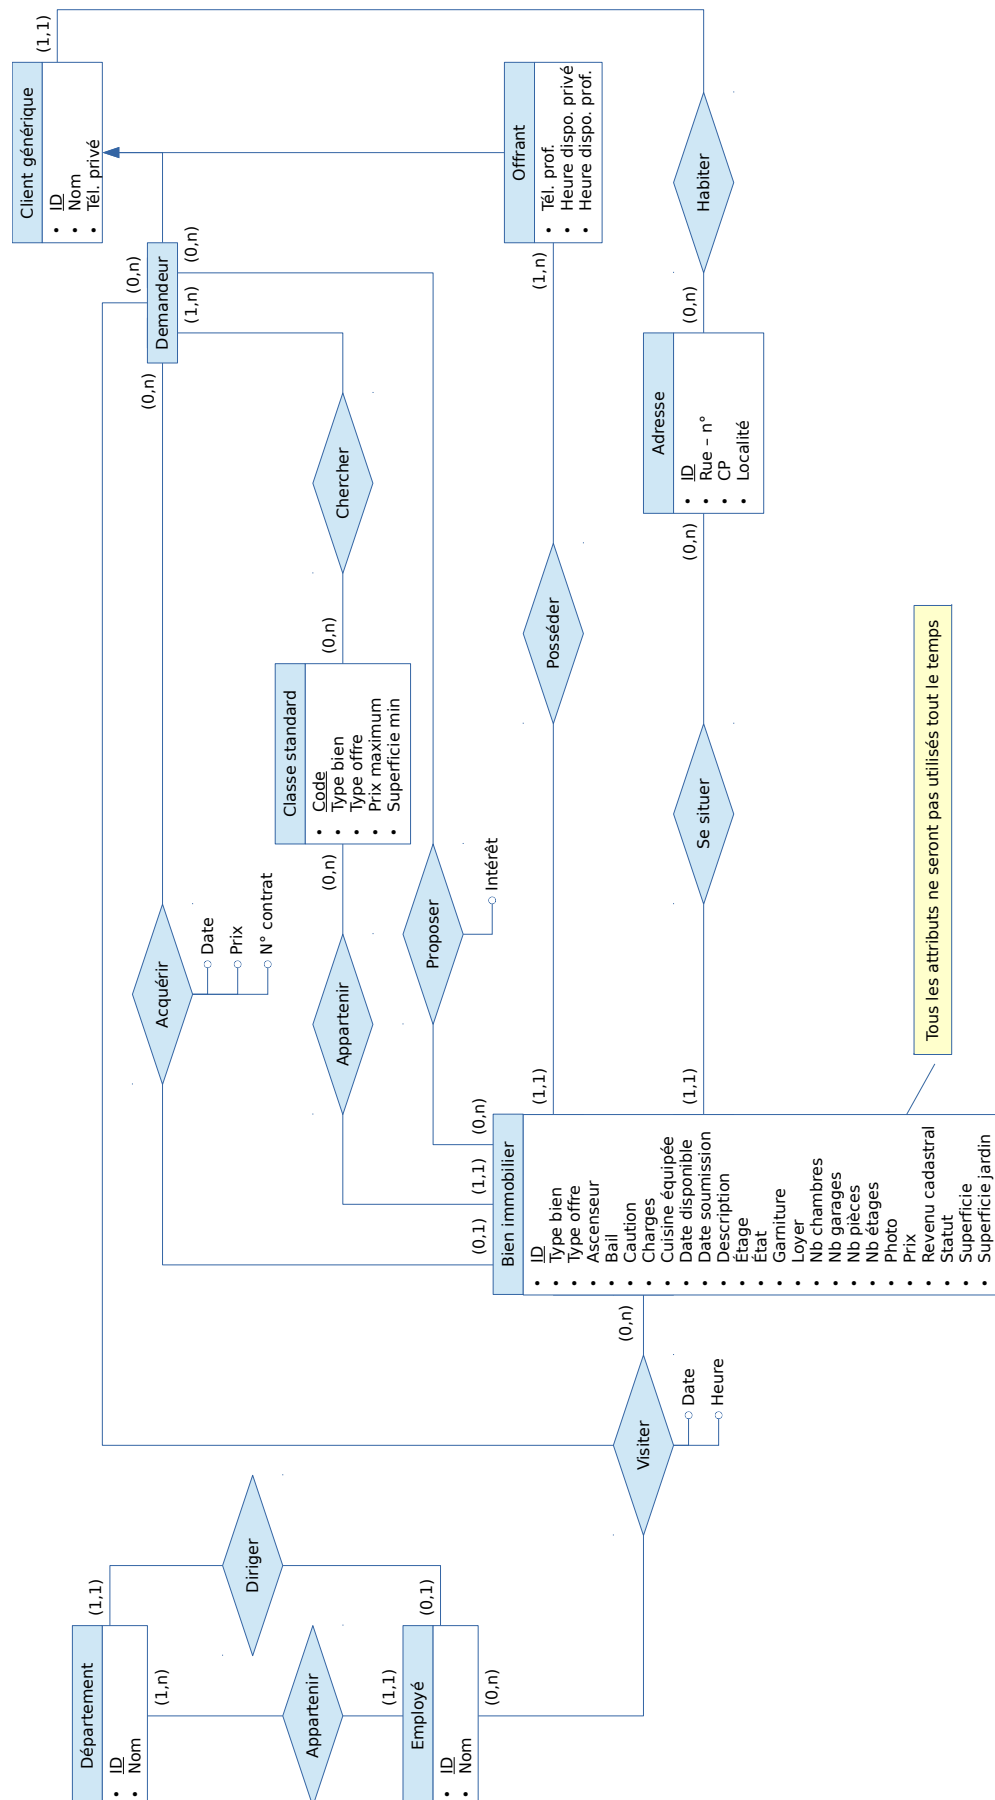 Département
ID
Nom
(1,1)
(1,n)
Diriger
Appartenir
(0,1)
(1,1)
Employé
ID
Nom
(0,n)
Visiter
Date
Heure
(0,n)
Bien immobilier
ID
Type bien
Type offre
Ascenseur
Bail
Caution
Charges
Cuisine équipée
Date disponible
Date soumission
Description
Étage
État
Garniture
Loyer
Nb chambres
Nb garages
Nb pièces
Nb étages
Photo
Prix
Revenu cadastral
Statut
Superficie
Superficie jardin
(0,1)
(1,1)
(0,n)
(1,1)
(1,1)
Acquérir
Date
Prix
N° contrat
Appartenir
(0,n)
Proposer
Intérêt
Classe standard
Code
Type bien
Type offre
Prix maximum
Superficie min
(0,n)
Chercher
Posséder
Se situer
Tous les attributs ne seront pas utilisés tout le temps
(0,n)
Adresse
ID
Rue – n°
CP
Localité
(0,n)
Habiter
(0,n)
Demandeur
(0,n)
(1,n)
(0,n)
Client générique
ID
Nom
Tél. privé
(1,1)
Offrant
Tél. prof.
Heure dispo. privé
Heure dispo. prof.
(1,n)